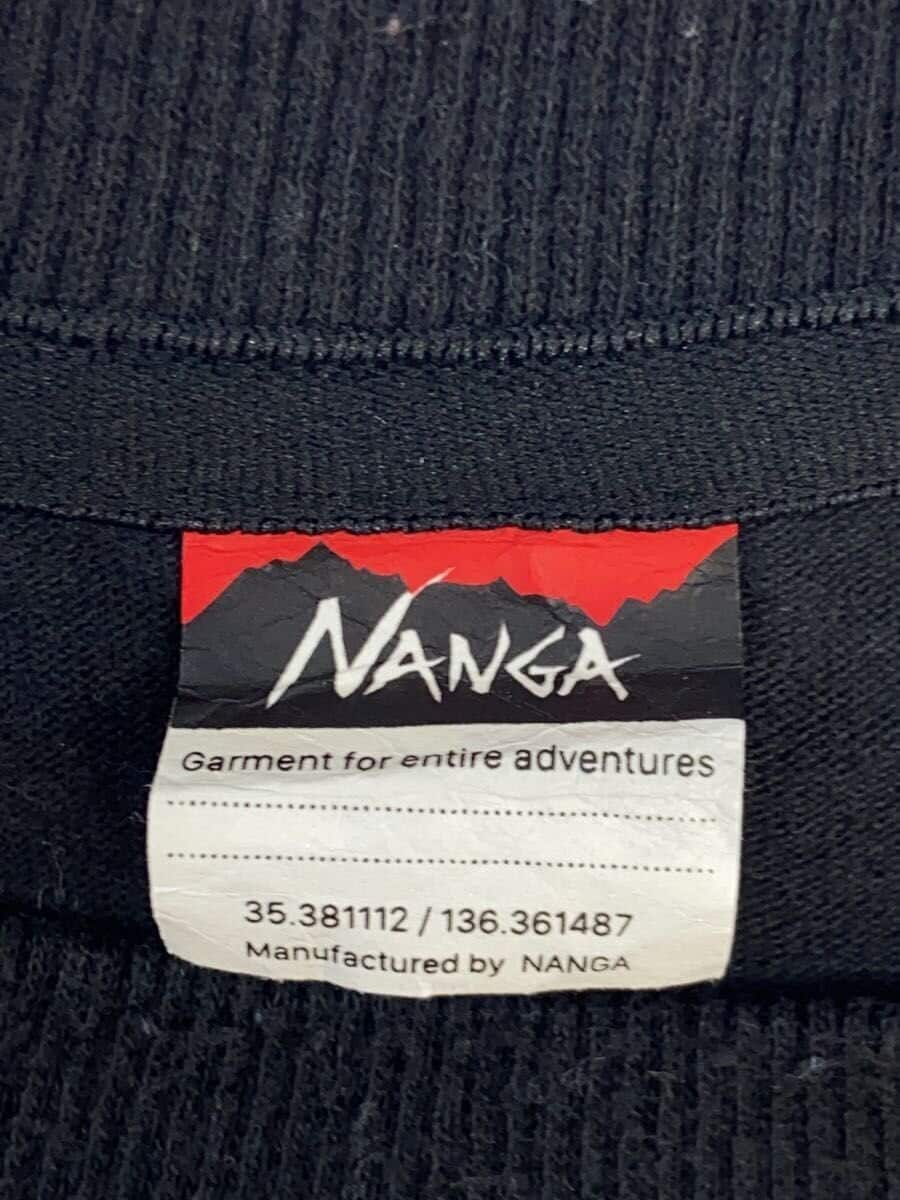 NANGA
Garment for entire adventures
35.381112 / 136.361487
Manufactured by NANGA